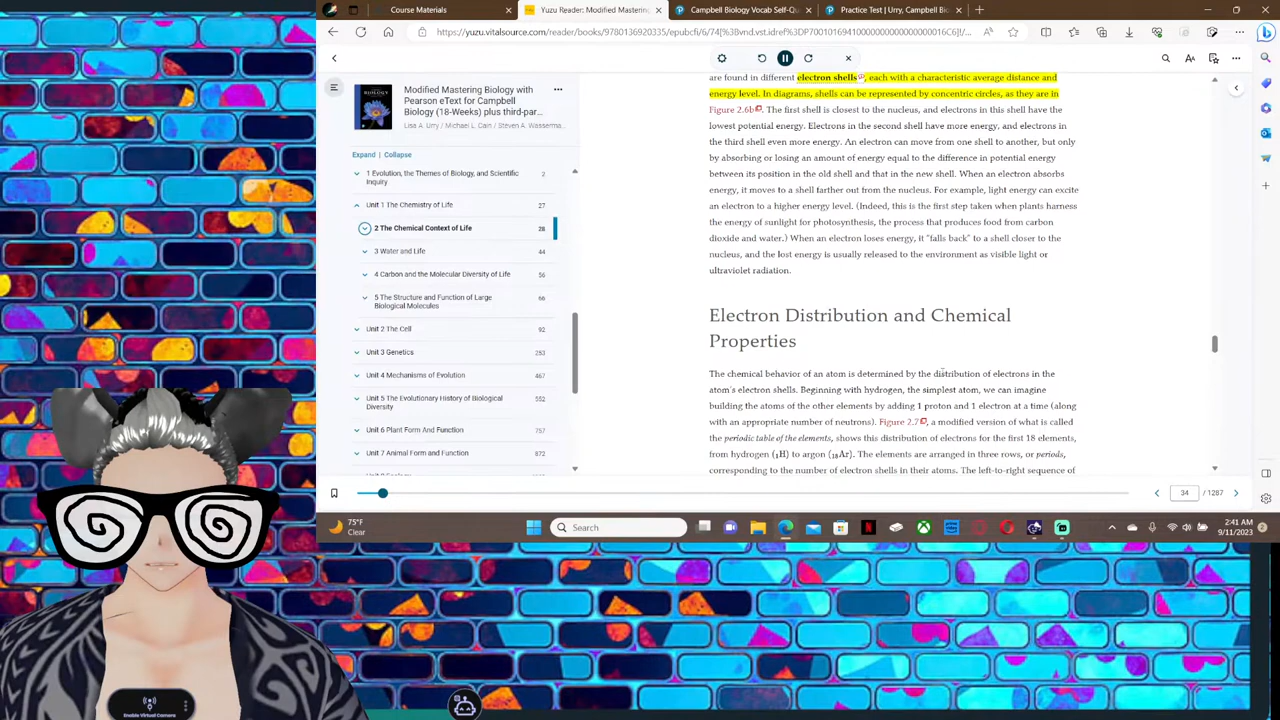 Course Materials
Yuzu Reader: Modified Mastering
Campbell Biology Vocab Self-Qu
Practice Test | Urry, Campbell B
https://yuzu.vitalsource.com/reader/books/9780136920335/epubcfi/6/74[%3Bvnd.vst.idref%3DP70010169410000000000000000016C6]!/...
Modified Mastering Biology with
Pearson eText for Campbell
Biology (18-Weeks) plus third-par...
Lisa A. Urry / Michael L. Cain / Steven A. Wasserma...
Expand | Collapse
1 Evolution, the Themes of Biology, and Scientific
Inquiry
2
Unit 1 The Chemistry of Life 27
2 The Chemical Context of Life 28
3 Water and Life 44
4 Carbon and the Molecular Diversity of Life 56
5 The Structure and Function of Large
Biological Molecules
66
Unit 2 The Cell 92
Unit 3 Genetics 253
Unit 4 Mechanisms of Evolution 467
Unit 5 The Evolutionary History of Biological
Diversity
552
Unit 6 Plant Form And Function 757
Unit 7 Animal Form and Function 872
are found in different electron shells, each with a characteristic average distance and
energy level. In diagrams, shells can be represented by concentric circles, as they are in
Figure 2.6b. The first shell is closest to the nucleus, and electrons in this shell have the
lowest potential energy. Electrons in the second shell have more energy, and electrons in
the third shell even more energy. An electron can move from one shell to another, but only
by absorbing or losing an amount of energy equal to the difference in potential energy
between its position in the old shell and that in the new shell. When an electron absorbs
energy, it moves to a shell farther out from the nucleus. For example, light energy can excite
an electron to a higher energy level. (Indeed, this is the first step taken when plants harness
the energy of sunlight for photosynthesis, the process that produces food from carbon
dioxide and water.) When an electron loses energy, it "falls back" to a shell closer to the
nucleus, and the lost energy is usually released to the environment as visible light or
ultraviolet radiation.
Electron Distribution and Chemical
Properties
The chemical behavior of an atom is determined by the distribution of electrons in the
atom's electron shells. Beginning with hydrogen, the simplest atom, we can imagine
building the atoms of the other elements by adding 1 proton and 1 electron at a time (along
with an appropriate number of neutrons). Figure 2.7, a modified version of what is called
the periodic table of the elements, shows this distribution of electrons for the first 18 elements,
from hydrogen (₁H) to argon (₁₈Ar). The elements are arranged in three rows, or periods,
corresponding to the number of electron shells in their atoms. The left-to-right sequence of
34 / 1287
75°F
Clear
Search
2:41 AM
9/11/2023
Enable Virtual Camera